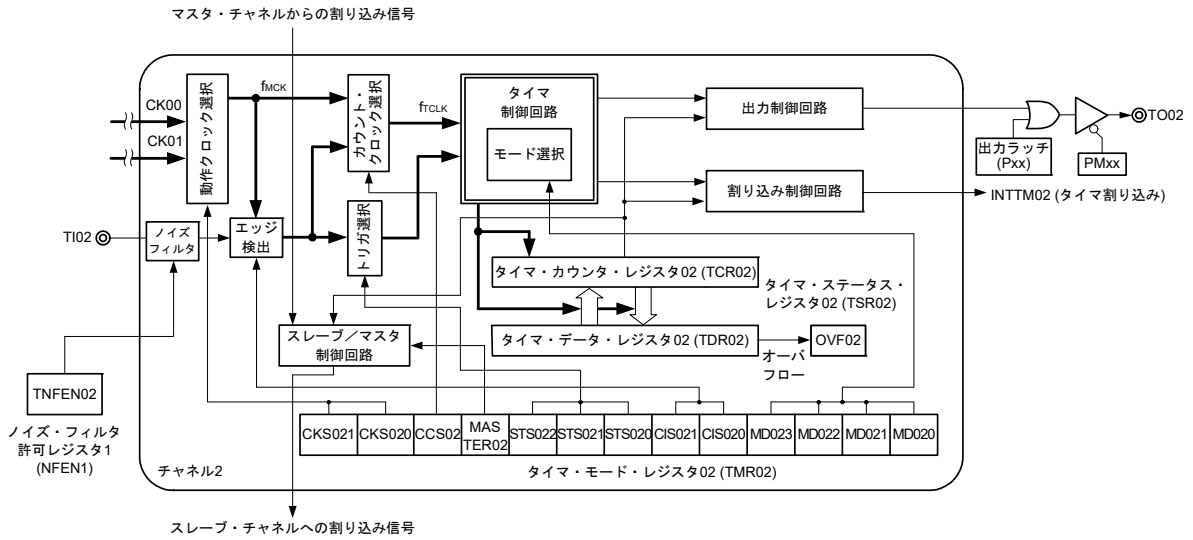 マスタ・チャネルからの割り込み信号
CK00
CK01
動作クロック選択
fMCK
カウント・
クロック選択
fTCLK
タイマ
制御回路
モード選択
出力制御回路
TO02
出力ラッチ
(Pxx)
PMxx
割り込み制御回路
INTTM02 (タイマ割り込み)
TI02
ノイズ
フィルタ
エッジ
検出
トリガ選択
タイマ・カウンタ・レジスタ02 (TCR02)
タイマ・ステータス・
レジスタ02 (TSR02)
スレーブ/マスタ
制御回路
タイマ・データ・レジスタ02 (TDR02)
オーバ
フロー
OVF02
TNFEN02
ノイズ・フィルタ
許可レジスタ1
(NFEN1)
CKS021
CKS020
CCS02
MAS
TER02
STS022
STS021
STS020
CIS021
CIS020
MD023
MD022
MD021
MD020
チャネル2
タイマ・モード・レジスタ02 (TMR02)
スレーブ・チャネルへの割り込み信号